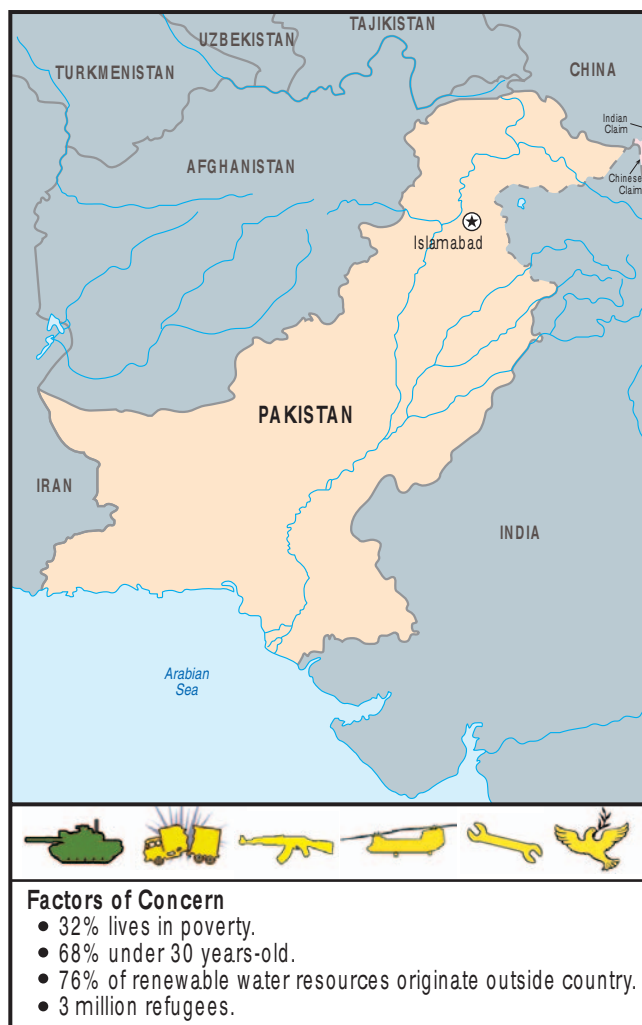 TAJIKISTAN
UZBEKISTAN
TURKMENISTAN
CHINA
Indian
Claim
Chinese
Claim
AFGHANISTAN
Islamabad
PAKISTAN
IRAN
INDIA
Arabian
Sea
Factors of Concern
• 32% lives in poverty.
• 68% under 30 years-old.
• 76% of renewable water resources originate outside country.
• 3 million refugees.